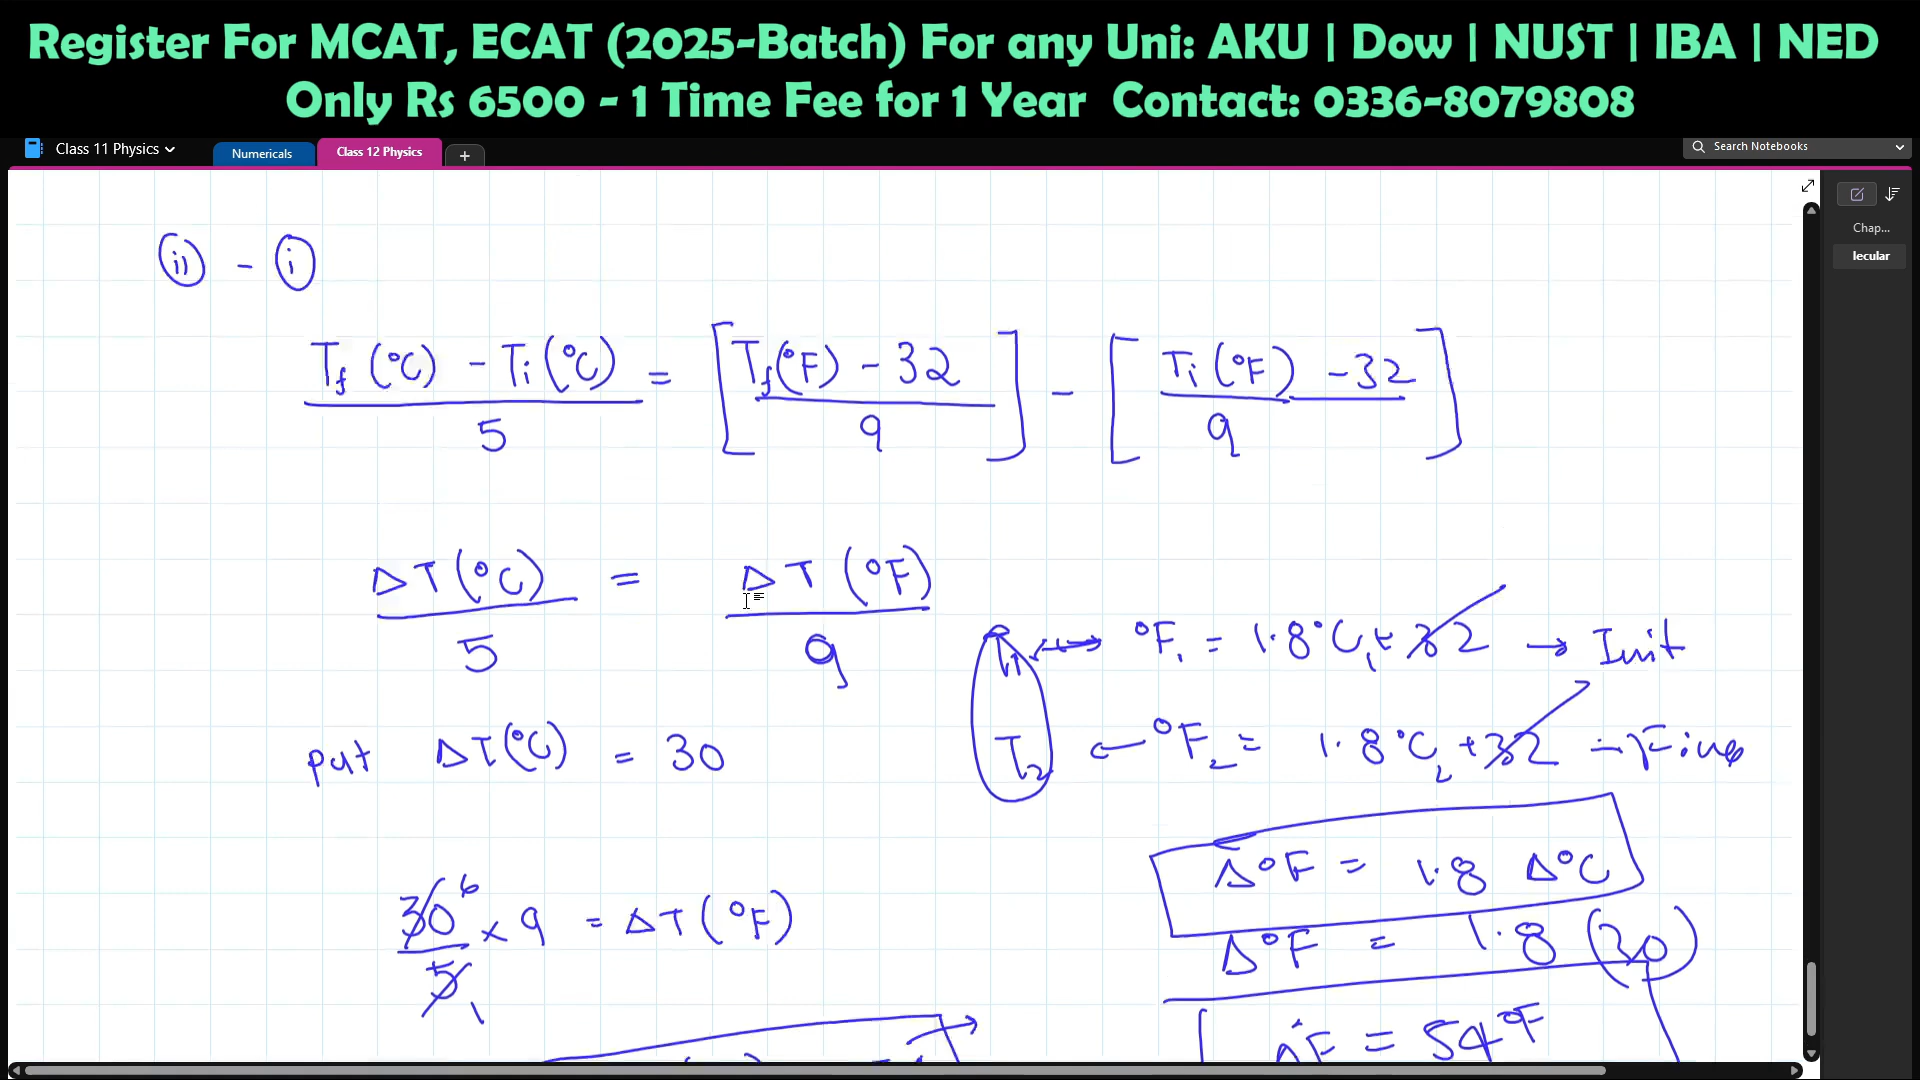 Register For MCAT, ECAT (2025-Batch) For any Uni: AKU | Dow | NUST | IBA | NED
Only Rs 6500 - 1 Time Fee for 1 Year Contact: 0336-8079808
Class 11 Physics
Numericals
Class 12 Physics
+
Search Notebooks
Chap...
lecular
(ii) - (i)
Tf (°C) - Ti (°C) / 5 = [Tf(°F) - 32 / 9] - [Ti (°F) - 32 / 9]
ΔT(°C) / 5 = ΔT (°F) / 9
°F₁ = 1.8°C₁ + 32 → Init
put ΔT(°C) = 30
T₂ ← °F₂ = 1.8°C₂ + 32
Δ°F = 1.8 Δ°C
30/5 × 9 = ΔT (°F)
6
1
Δ°F = 1.8 (30)
ΔF = 54°F